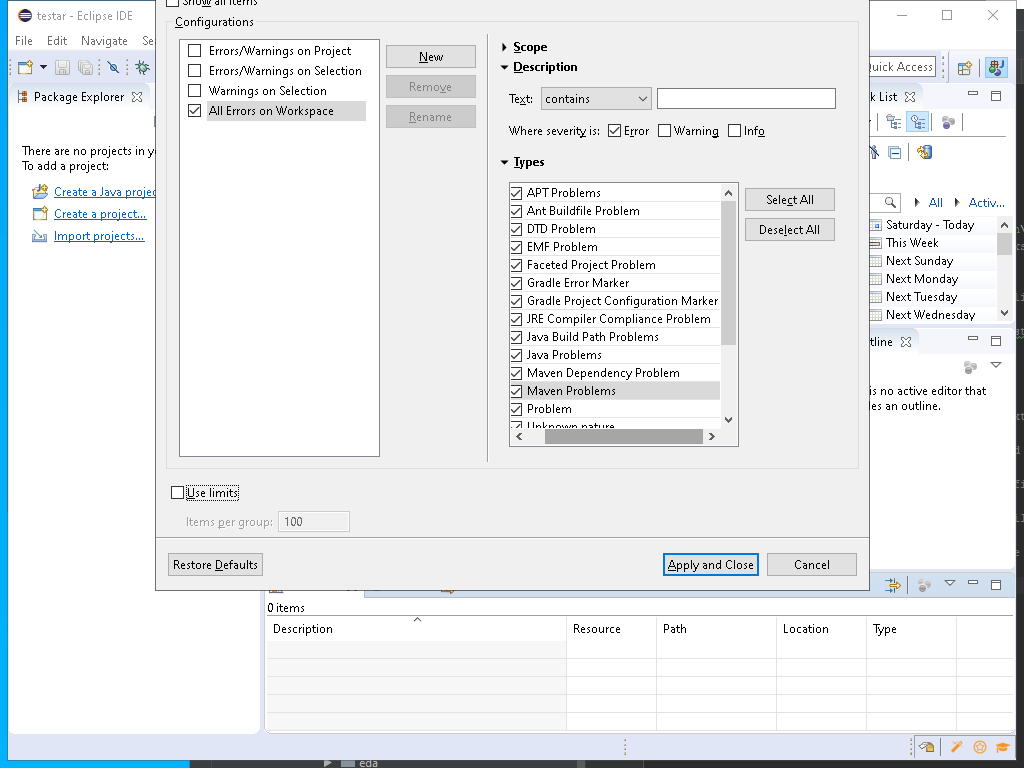 Show all items
testar - Eclipse IDE
File Edit Navigate Se
Configurations
Errors/Warnings on Project
Errors/Warnings on Selection
Warnings on Selection
All Errors on Workspace
New
Remove
Rename
Scope
Description
Text: contains
Where severity is: Error Warning Info
Types
APT Problems
Ant Buildfile Problem
DTD Problem
EMF Problem
Faceted Project Problem
Gradle Error Marker
Gradle Project Configuration Marker
JRE Compiler Compliance Problem
Java Build Path Problems
Java Problems
Maven Dependency Problem
Maven Problems
Problem
Unknown nature
Select All
Deselect All
Use limits
Items per group: 100
Restore Defaults
Apply and Close
Cancel
Package Explorer
There are no projects in y
To add a project:
Create a Java projec
Create a project...
Import projects...
Quick Access
k List
All Activ...
Saturday - Today
This Week
Next Sunday
Next Monday
Next Tuesday
Next Wednesday
tline
is no active editor that
des an outline.
0 items
Description Resource Path Location Type
eda